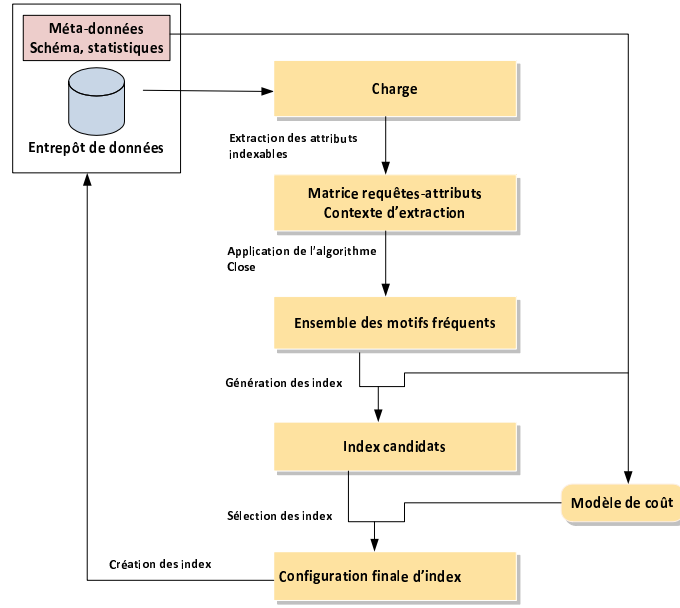 Méta-données
Schéma, statistiques
Entrepôt de données
Charge
Extraction des attributs
indexables
Matrice requêtes-attributs
Contexte d'extraction
Application de l'algorithme
Close
Ensemble des motifs fréquents
Génération des index
Index candidats
Modèle de coût
Sélection des index
Création des index
Configuration finale d'index